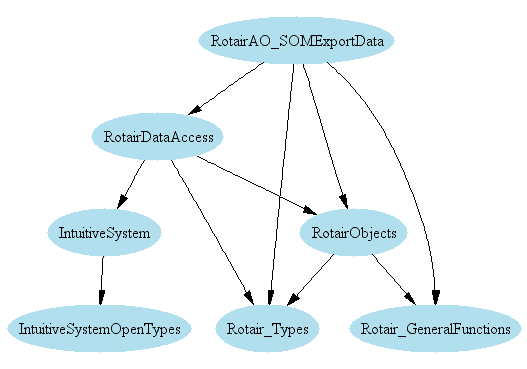 RotairAO_SOMExportData
RotairDataAccess
IntuitiveSystem
RotairObjects
IntuitiveSystemOpenTypes
Rotair_Types
Rotair_GeneralFunctions